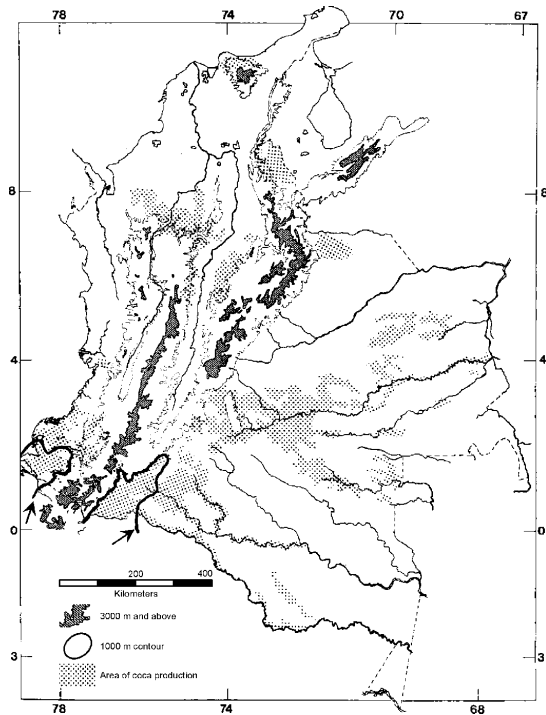 78 74 70 67
8 8
4 4
0 0
200 400
Kilometers
3000 m and above
1000 m contour
Area of coca production
3 3
78 74 68